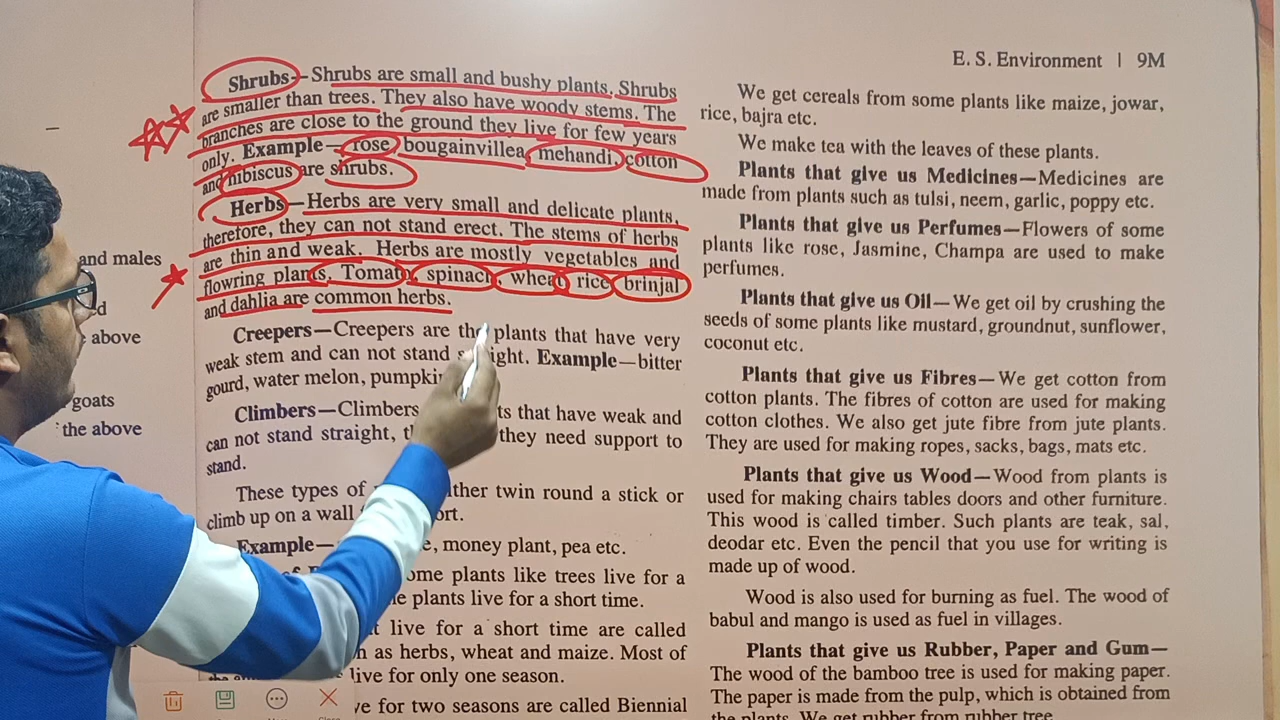 E. S. Environment | 9M
and males
d
above
goats
the above
Shrubs—Shrubs are small and bushy plants. Shrubs
are smaller than trees. They also have woody stems. The
branches are close to the ground they live for few years
only. Example—rose, bougainvillea, mehandi, cotton
and hibiscus are shrubs.
Herbs—Herbs are very small and delicate plants,
therefore, they can not stand erect. The stems of herbs
are thin and weak. Herbs are mostly vegetables and
flowring plants. Tomato, spinach, wheat, rice, brinjal
and dahlia are common herbs.
Creepers—Creepers are the plants that have very
weak stem and can not stand straight. Example—bitter
gourd, water melon, pumpkin
Climbers—Climbers that have weak and
can not stand straight, they need support to
stand.
These types of either twin round a stick or
climb up on a wall
Example— money plant, pea etc.
some plants like trees live for a
plants live for a short time.
live for a short time are called
as herbs, wheat and maize. Most of
live for only one season.
for two seasons are called Biennial
We get cereals from some plants like maize, jowar,
rice, bajra etc.
We make tea with the leaves of these plants.
Plants that give us Medicines—Medicines are
made from plants such as tulsi, neem, garlic, poppy etc.
Plants that give us Perfumes—Flowers of some
plants like rose, Jasmine, Champa are used to make
perfumes.
Plants that give us Oil—We get oil by crushing the
seeds of some plants like mustard, groundnut, sunflower,
coconut etc.
Plants that give us Fibres—We get cotton from
cotton plants. The fibres of cotton are used for making
cotton clothes. We also get jute fibre from jute plants.
They are used for making ropes, sacks, bags, mats etc.
Plants that give us Wood—Wood from plants is
used for making chairs tables doors and other furniture.
This wood is called timber. Such plants are teak, sal,
deodar etc. Even the pencil that you use for writing is
made up of wood.
Wood is also used for burning as fuel. The wood of
babul and mango is used as fuel in villages.
Plants that give us Rubber, Paper and Gum—
The wood of the bamboo tree is used for making paper.
The paper is made from the pulp, which is obtained from
the plants. We get rubber from rubber tree